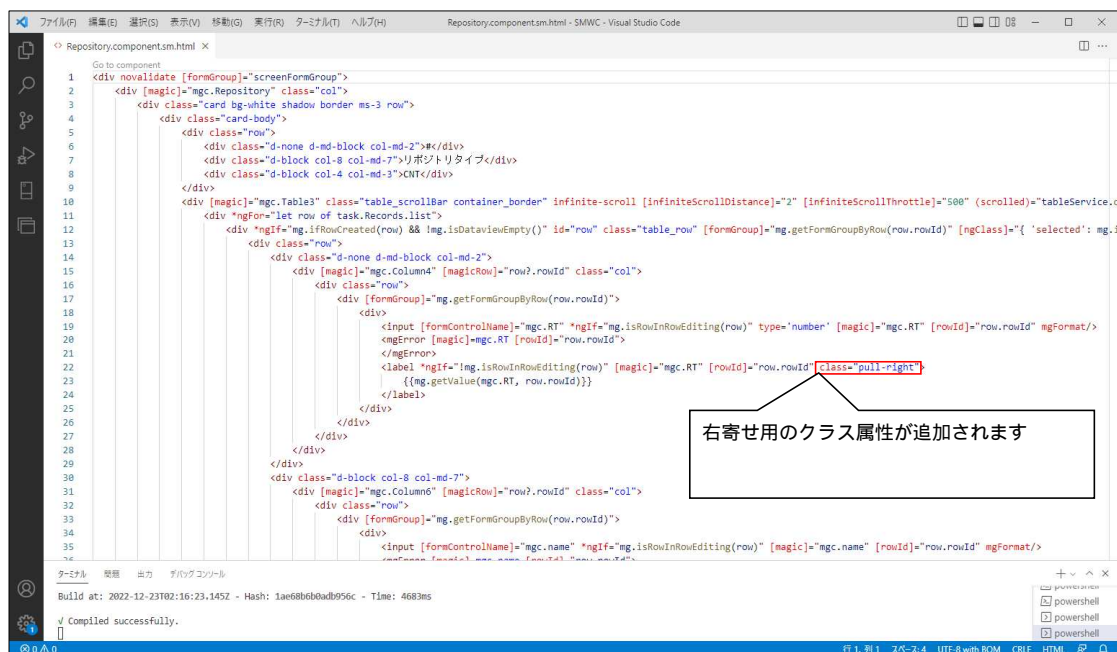 ファイル(F) 編集(E) 選択(S) 表示(V) 移動(G) 実行(R) ターミナル(T) ヘルプ(H) Repository.component.sm.html - SMWC - Visual Studio Code
Repository.component.sm.html
Go to component
1 <div novalidate [formGroup]="screenFormGroup">
2 <div [magic]="mgc.Repository" class="col">
3 <div class="card bg-white shadow border ms-3 row">
4 <div class="card-body">
5 <div class="row">
6 <div class="d-none d-md-block col-md-2">#</div>
7 <div class="d-block col-8 col-md-7">リポジトリタイプ</div>
8 <div class="d-block col-4 col-md-3">CNT</div>
9 </div>
10 <div [magic]="mgc.Table3" class="table_scrollBar container_border" infinite-scroll [infiniteScrollDistance]="2" [infiniteScrollThrottle]="500" (scrolled)="tableService.
11 <div *ngFor="let row of task.Records.list">
12 <div *ngIf="mg.ifRowCreated(row) && !mg.isDataviewEmpty()" id="row" class="table_row" [formGroup]="mg.getFormGroupByRow(row.rowId)" [ngClass]="{ 'selected': mg.i
13 <div class="row">
14 <div class="d-none d-md-block col-md-2">
15 <div [magic]="mgc.Column4" [magicRow]="row?.rowId" class="col">
16 <div class="row">
17 <div [formGroup]="mg.getFormGroupByRow(row.rowId)">
18 <div>
19 <input [formControlName]="mgc.RT" *ngIf="mg.isRowInRowEditing(row)" type='number' [magic]="mgc.RT" [rowId]="row.rowId" mgFormat/>
20 <mgError [magic]=mgc.RT [rowId]="row.rowId">
21 </mgError>
22 <label *ngIf="!mg.isRowInRowEditing(row)" [magic]="mgc.RT" [rowId]="row.rowId" class="pull-right">
23 {{mg.getValue(mgc.RT, row.rowId)}}
24 </label>
25 </div>
26 </div>
27 </div>
28 </div>
29 </div>
30 <div class="d-block col-8 col-md-7">
31 <div [magic]="mgc.Column6" [magicRow]="row?.rowId" class="col">
32 <div class="row">
33 <div [formGroup]="mg.getFormGroupByRow(row.rowId)">
34 <div>
35 <input [formControlName]="mgc.name" *ngIf="mg.isRowInRowEditing(row)" [magic]="mgc.name" [rowId]="row.rowId" mgFormat/>
右寄せ用のクラス属性が追加されます
ターミナル 問題 出力 デバッグ コンソール
Build at: 2022-12-23T02:16:23.145Z - Hash: 1ae68b6b0adb956c - Time: 4683ms
√ Compiled successfully.
powershell
powershell
powershell
powershell
1
0 0 行 1, 列 1 スペース: 4 UTF-8 with BOM CRLF HTML